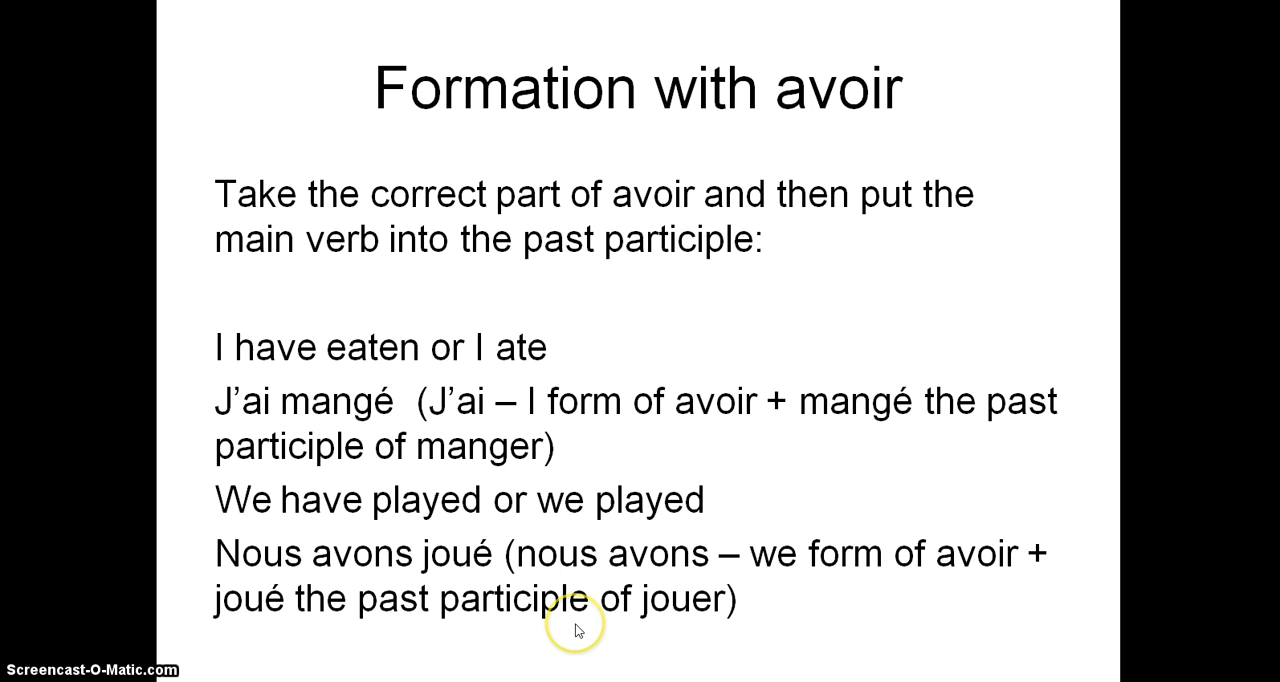 Formation with avoir
Take the correct part of avoir and then put the
main verb into the past participle:
I have eaten or I ate
J’ai mangé (J’ai – I form of avoir + mangé the past
participle of manger)
We have played or we played
Nous avons joué (nous avons – we form of avoir +
joué the past participle of jouer)
Screencast-O-Matic.com